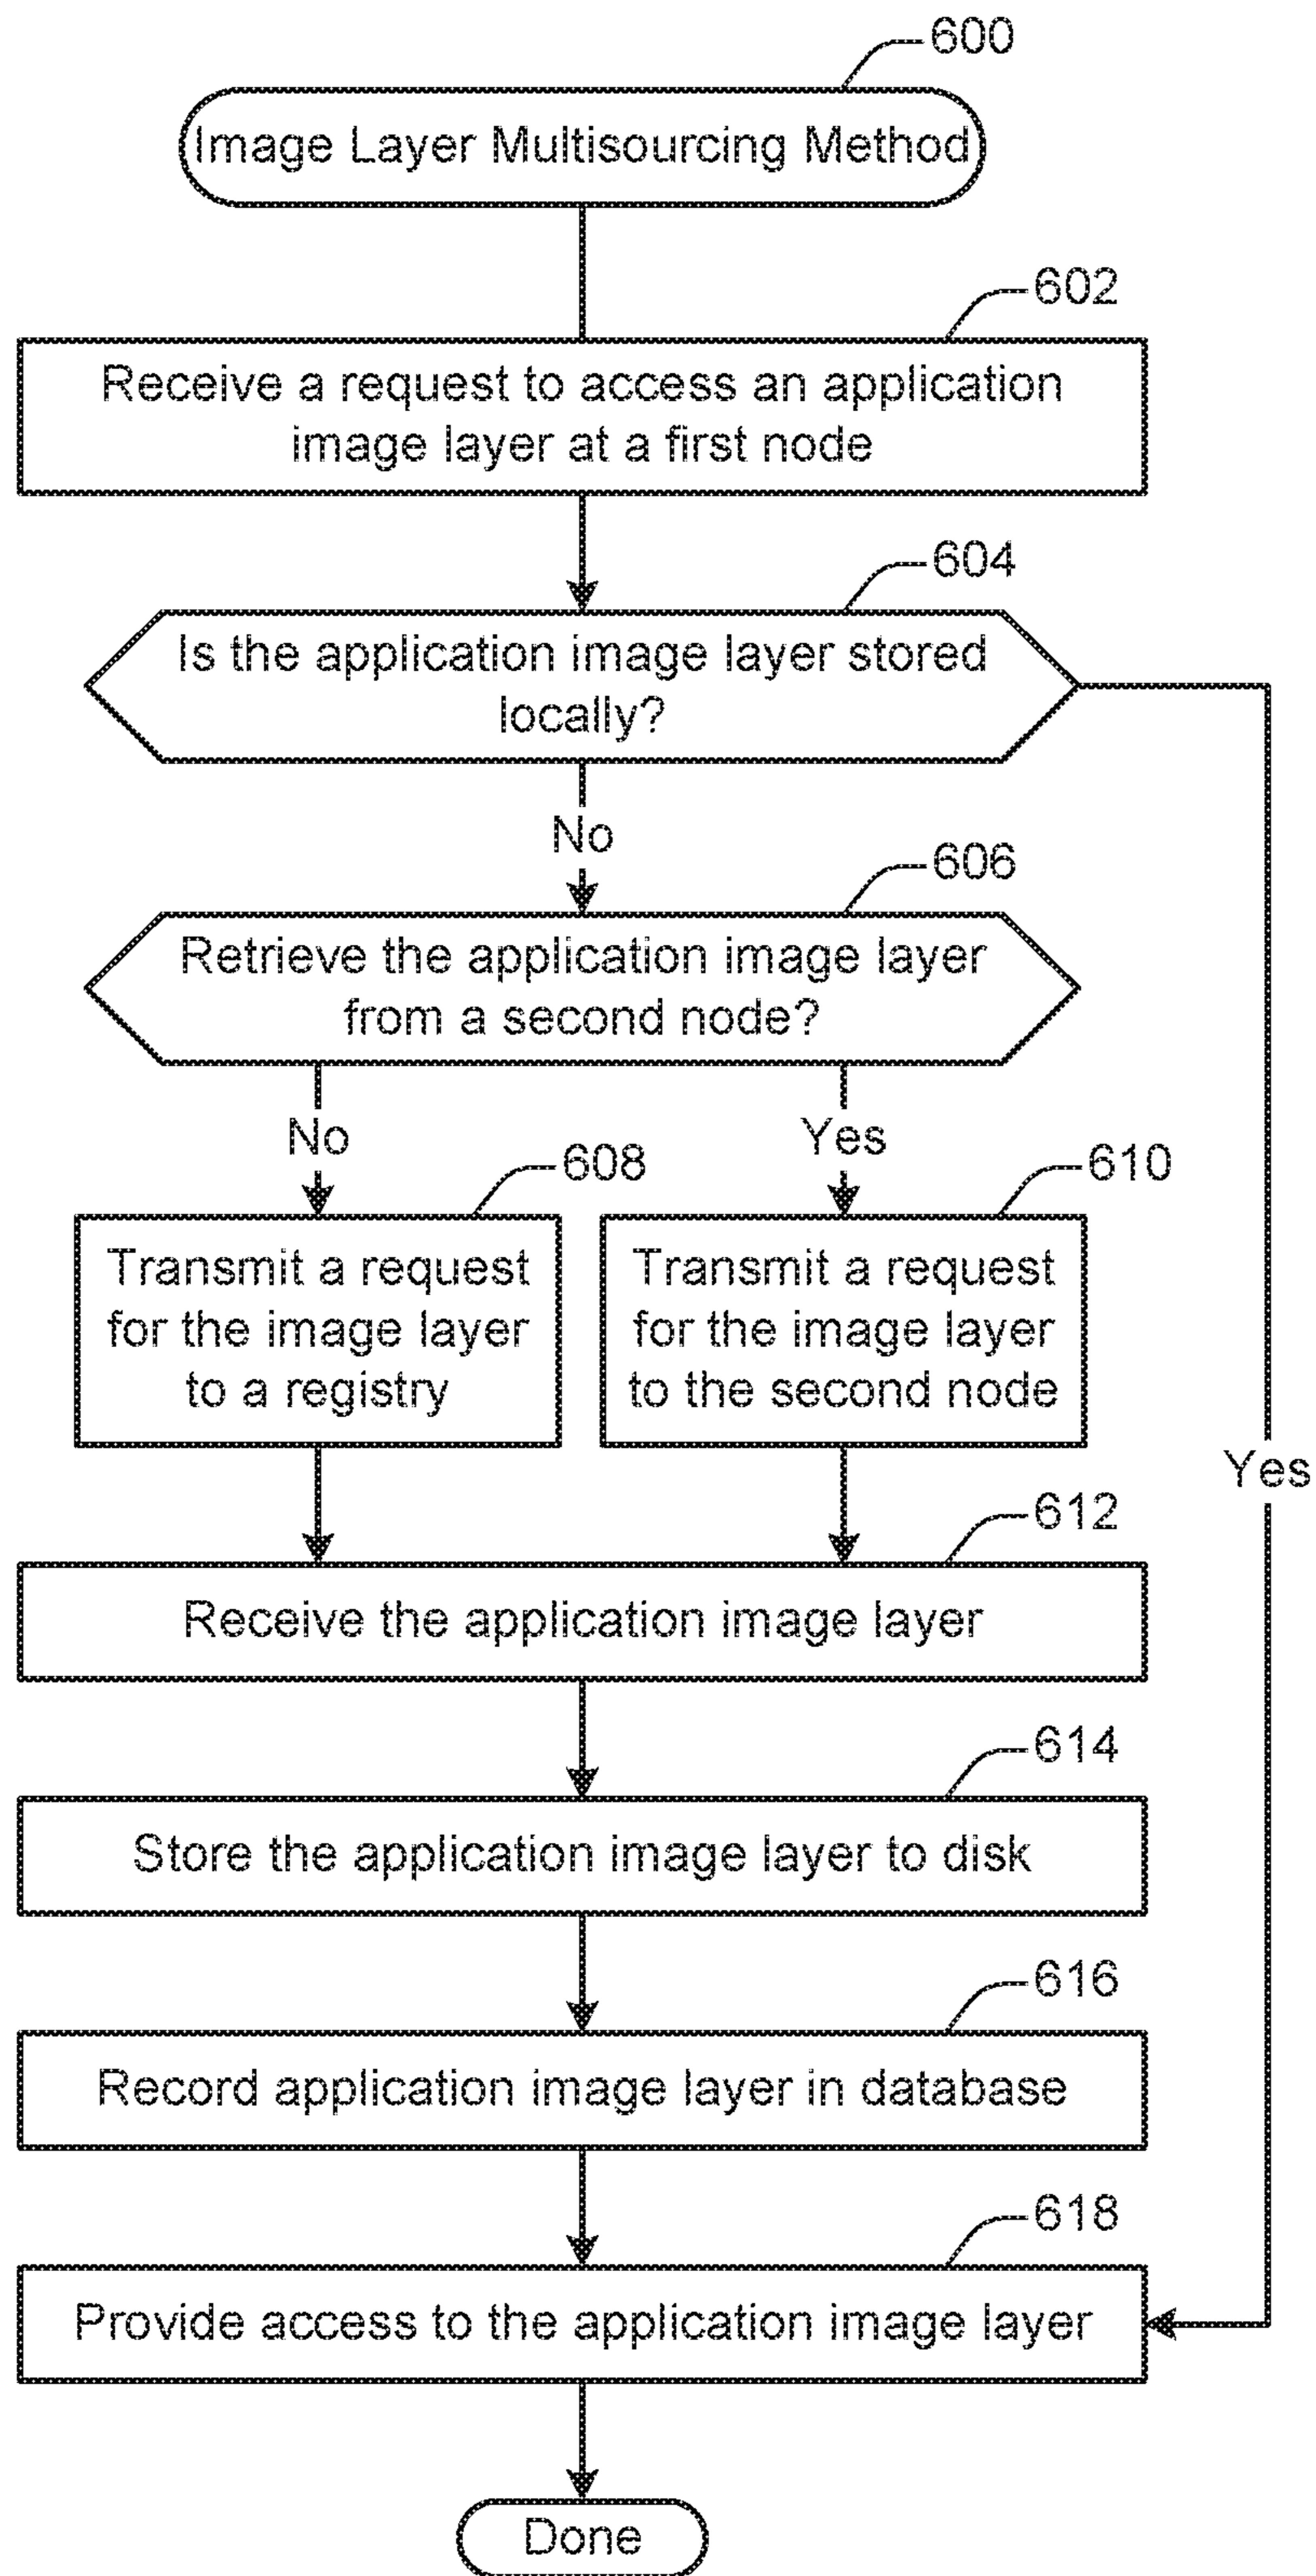 600
Image Layer Multisourcing Method
602
Receive a request to access an application
image layer at a first node
604
Is the application image layer stored
locally?
No
606
Retrieve the application image layer
from a second node?
No
Yes
608
610
Transmit a request
for the image layer
to a registry
Transmit a request
for the image layer
to the second node
Yes
612
Receive the application image layer
614
Store the application image layer to disk
616
Record application image layer in database
618
Provide access to the application image layer
Done